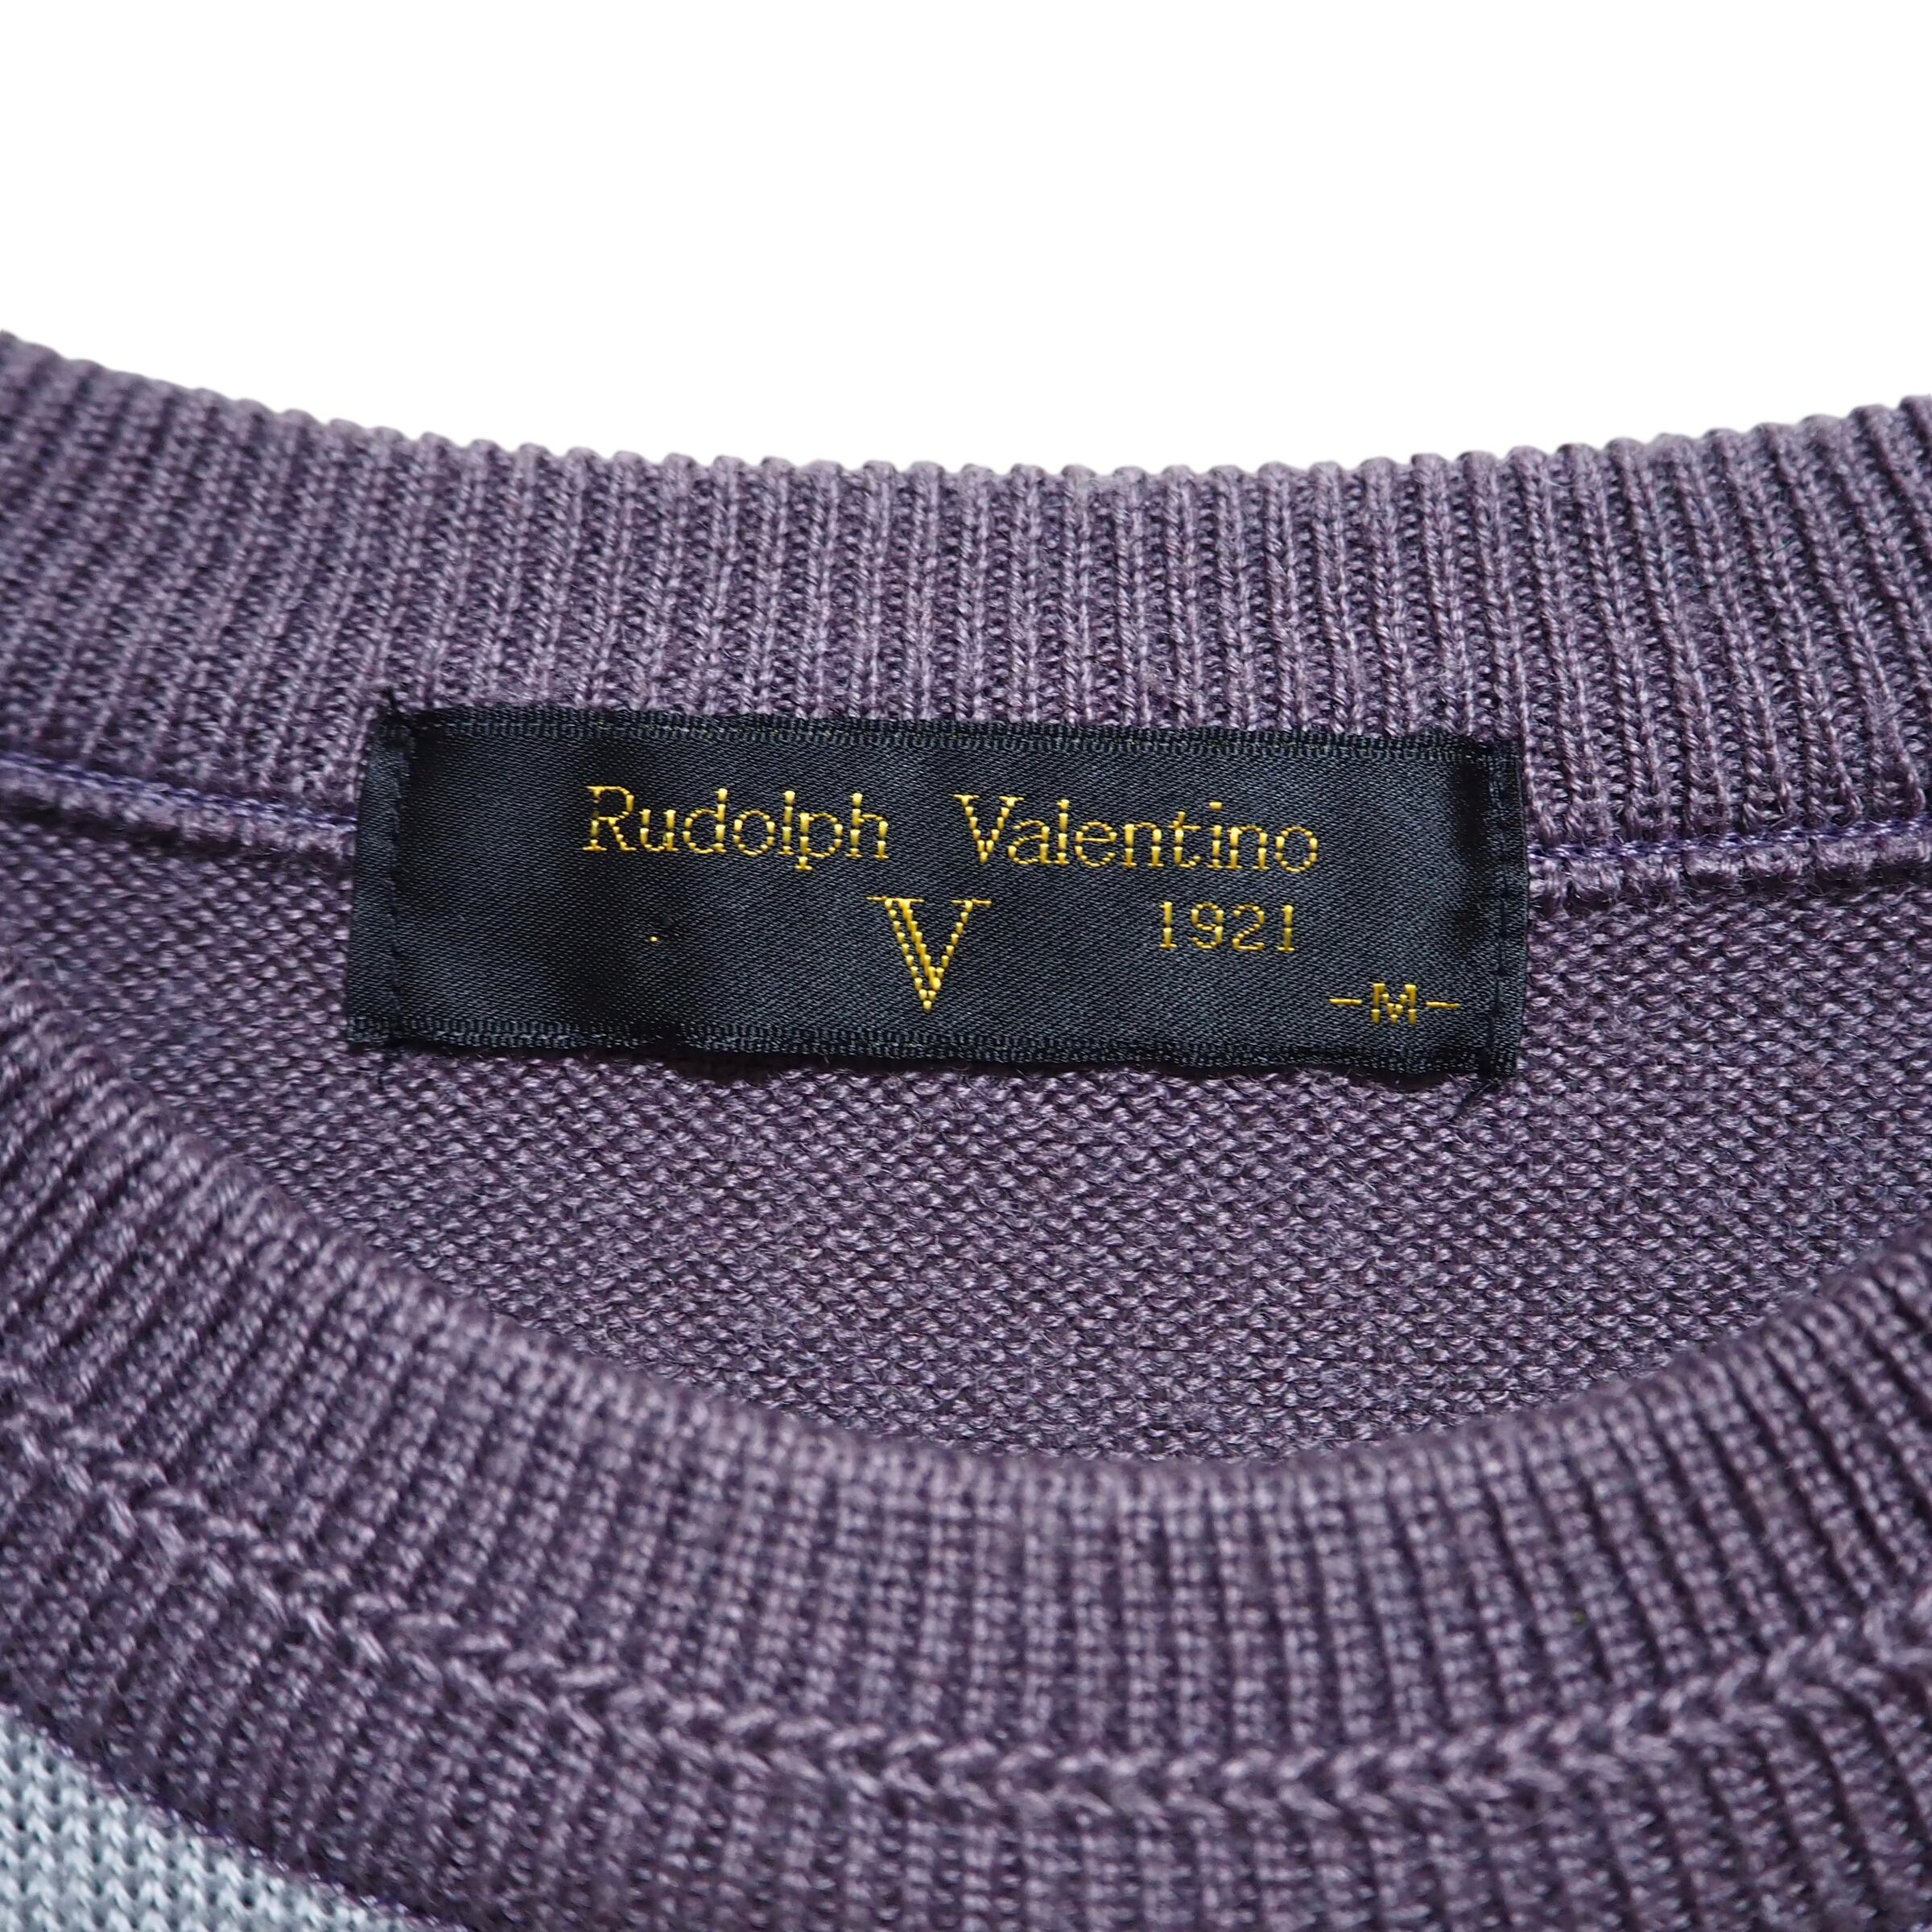 Rudolph Valentino
V 1921
-M-